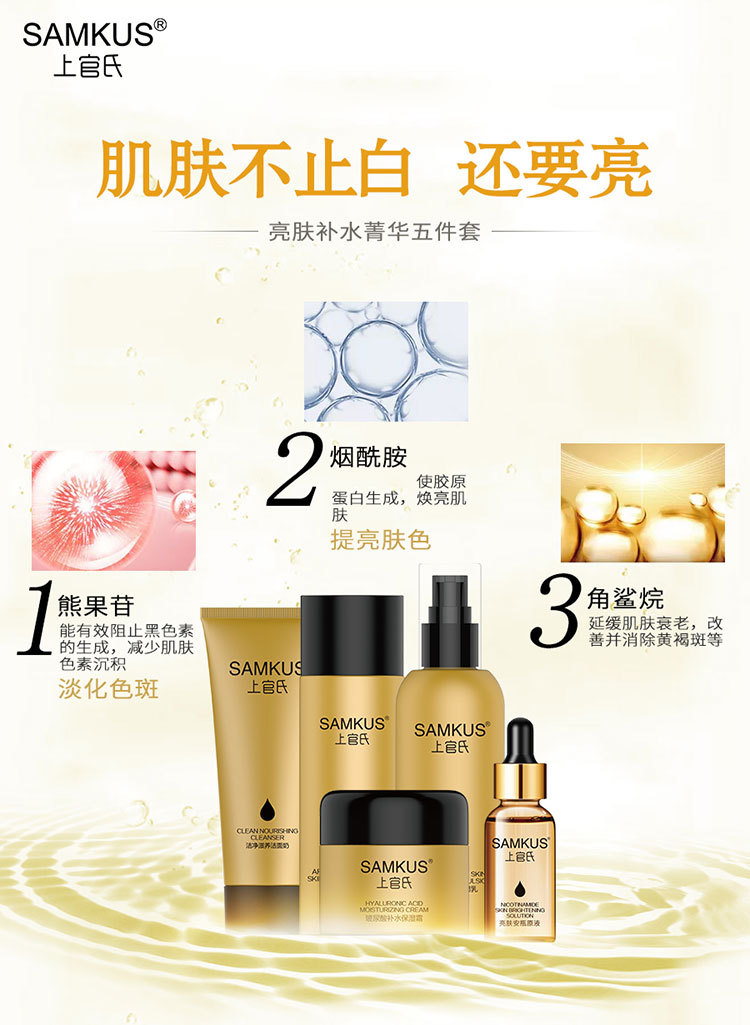 SAMKUS®
上官氏
肌肤不止白 还要亮
亮肤补水菁华五件套
2
烟酰胺
使胶原
蛋白生成，焕亮肌
肤
提亮肤色
1
熊果苷
能有效阻止黑色素
的生成，减少肌肤
色素沉积
淡化色斑
3
角鲨烷
延缓肌肤衰老，改
善并消除黄褐斑等
SAMKUS
上官氏
CLEAN NOURISHING
CLEANSER
洁净滋养洁面奶
SAMKUS®
上官氏
SAMKUS®
上官氏
SAMKUS®
上官氏
HYALURONIC ACID
MOISTURIZING CREAM
玻尿酸补水保湿霜
SAMKUS®
上官氏
NICOTINAMIDE
SKIN BRIGHTENING
SOLUTION
亮肤安瓶原液